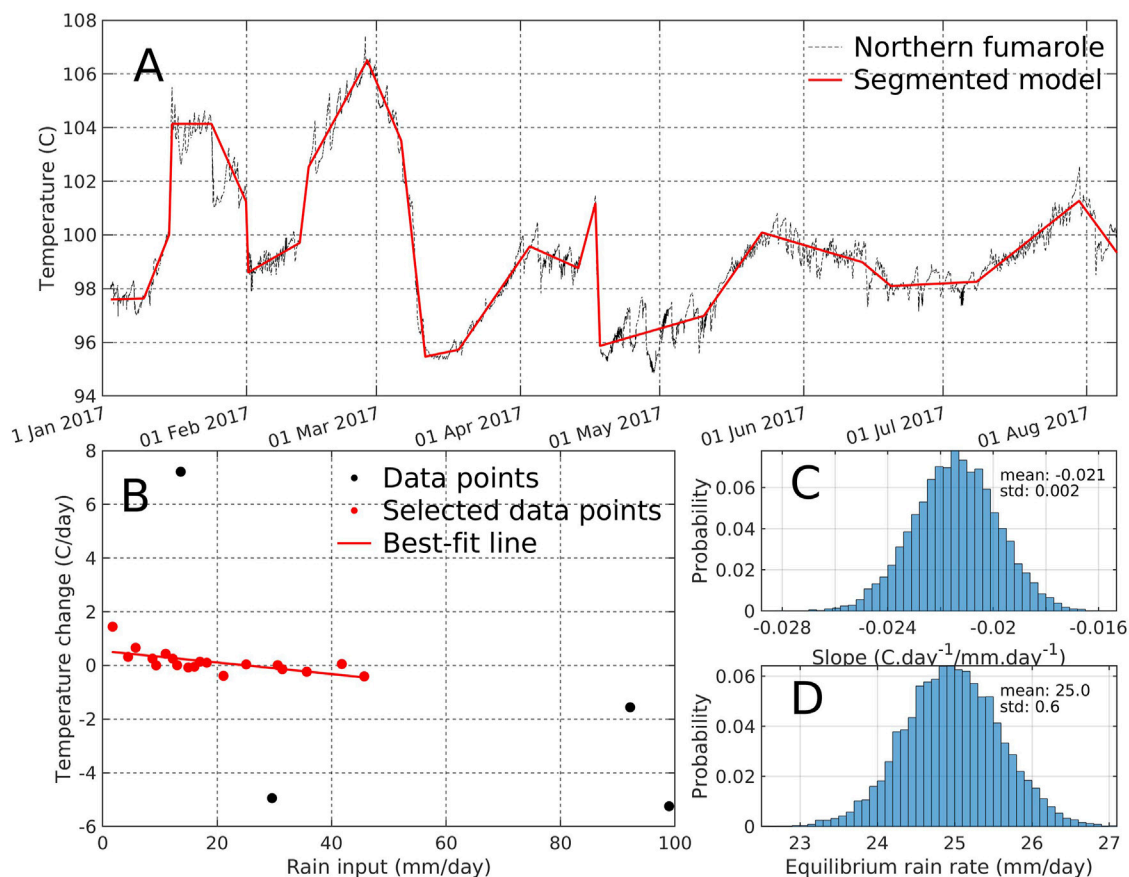 108
106
104
102
100
98
96
94
Temperature (C)
A
Northern fumarole
Segmented model
1 Jan 2017
01 Feb 2017
01 Mar 2017
01 Apr 2017
01 May 2017
01 Jun 2017
01 Jul 2017
01 Aug 2017
8
6
4
2
0
-2
-4
-6
Temperature change (C/day)
B
Data points
Selected data points
Best-fit line
0
20
40
60
80
100
Rain input (mm/day)
0.06
0.04
0.02
0
Probability
C
mean: -0.021
std: 0.002
-0.028
-0.024
-0.02
-0.016
Slope (C.day⁻¹/mm.day⁻¹)
0.06
0.04
0.02
0
Probability
D
mean: 25.0
std: 0.6
23
24
25
26
27
Equilibrium rain rate (mm/day)